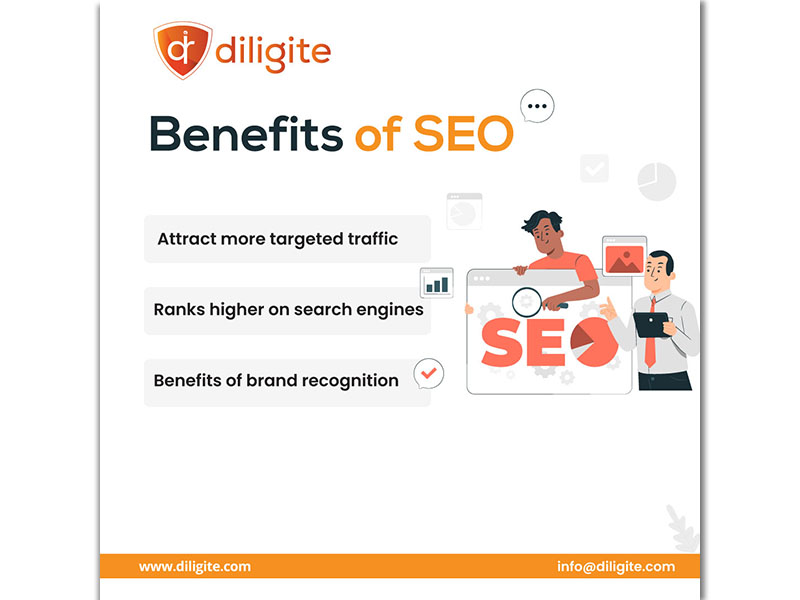 diligite
Benefits of SEO
Attract more targeted traffic
Ranks higher on search engines
Benefits of brand recognition
SEO
www.diligite.com
info@diligite.com